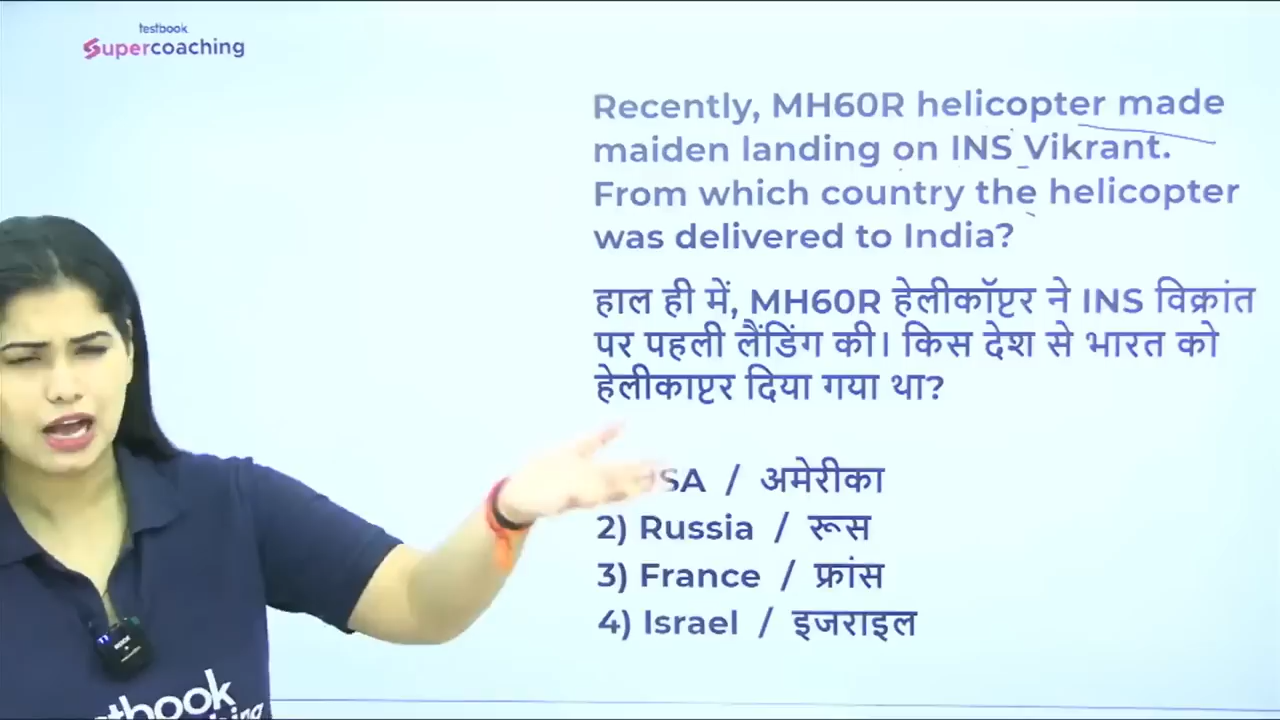 testbook
Supercoaching
Recently, MH60R helicopter made
maiden landing on INS Vikrant.
From which country the helicopter
was delivered to India?
हाल ही में, MH60R हेलीकॉप्टर ने INS विक्रांत
पर पहली लैंडिंग की। किस देश से भारत को
हेलीकाप्टर दिया गया था?
/ अमेरीका
2) Russia / रूस
3) France / फ्रांस
4) Israel / इजराइल